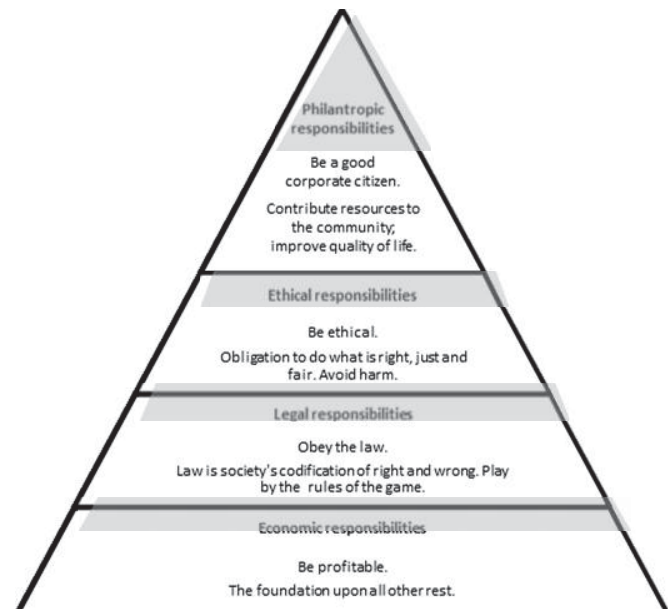 Philantropic
responsibilities
Be a good
corporate citizen.
Contribute resources to
the community;
improve quality of life.
Ethical responsibilities
Be ethical.
Obligation to do what is right, just and
fair. Avoid harm.
Legal responsibilities
Obey the law.
Law is society's codification of right and wrong. Play
by the rules of the game.
Economic responsibilities
Be profitable.
The foundation upon all other rest.